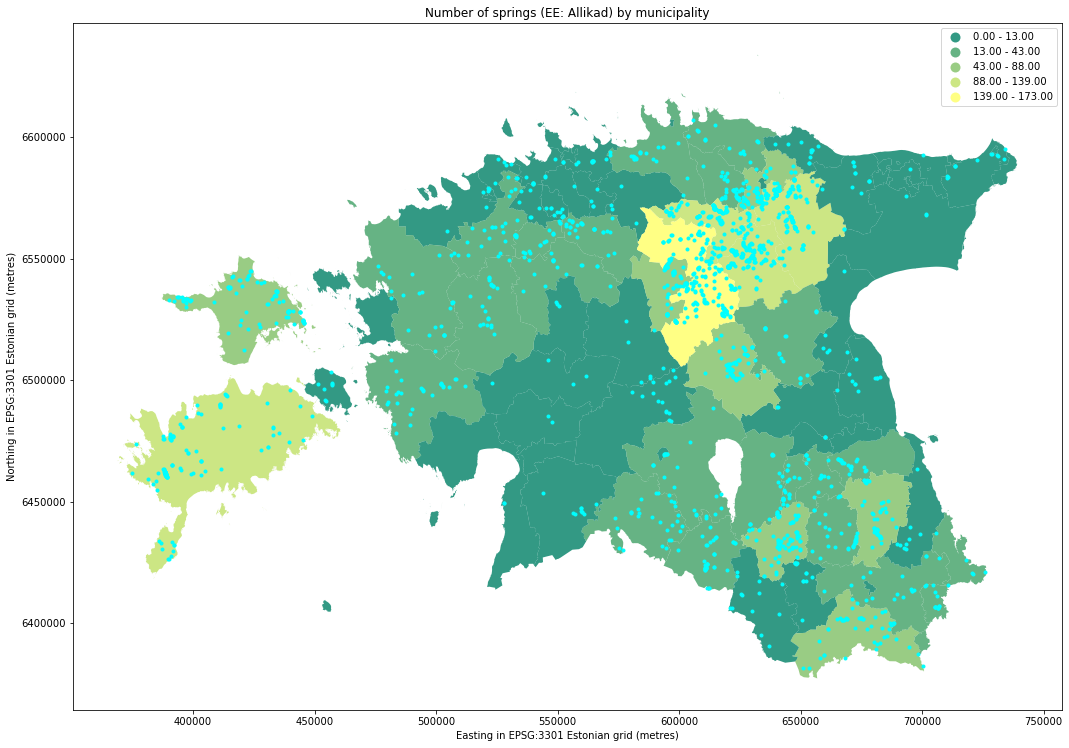 Number of springs (EE: Allikad) by municipality
0.00 - 13.00
13.00 - 43.00
43.00 - 88.00
88.00 - 139.00
139.00 - 173.00
Northing in EPSG:3301 Estonian grid (metres)
6600000
6550000
6500000
6450000
6400000
400000 450000 500000 550000 600000 650000 700000 750000
Easting in EPSG:3301 Estonian grid (metres)